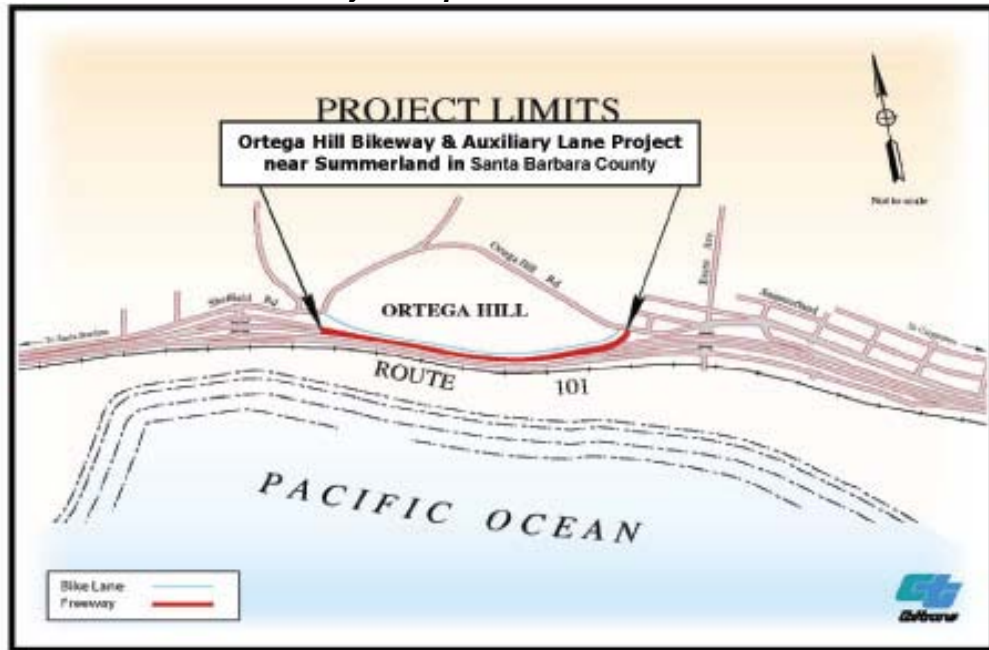 PROJECT LIMITS
Ortega Hill Bikeway & Auxiliary Lane Project
near Summerland in Santa Barbara County
Not to scale
Ortega Hill Rd
Evans Ave.
Sheffield Rd
Summerland
ORTEGA HILL
To Santa Barbara
To Carpinteria
ROUTE 101
PACIFIC OCEAN
Bike Lane
Freeway
Caltrans